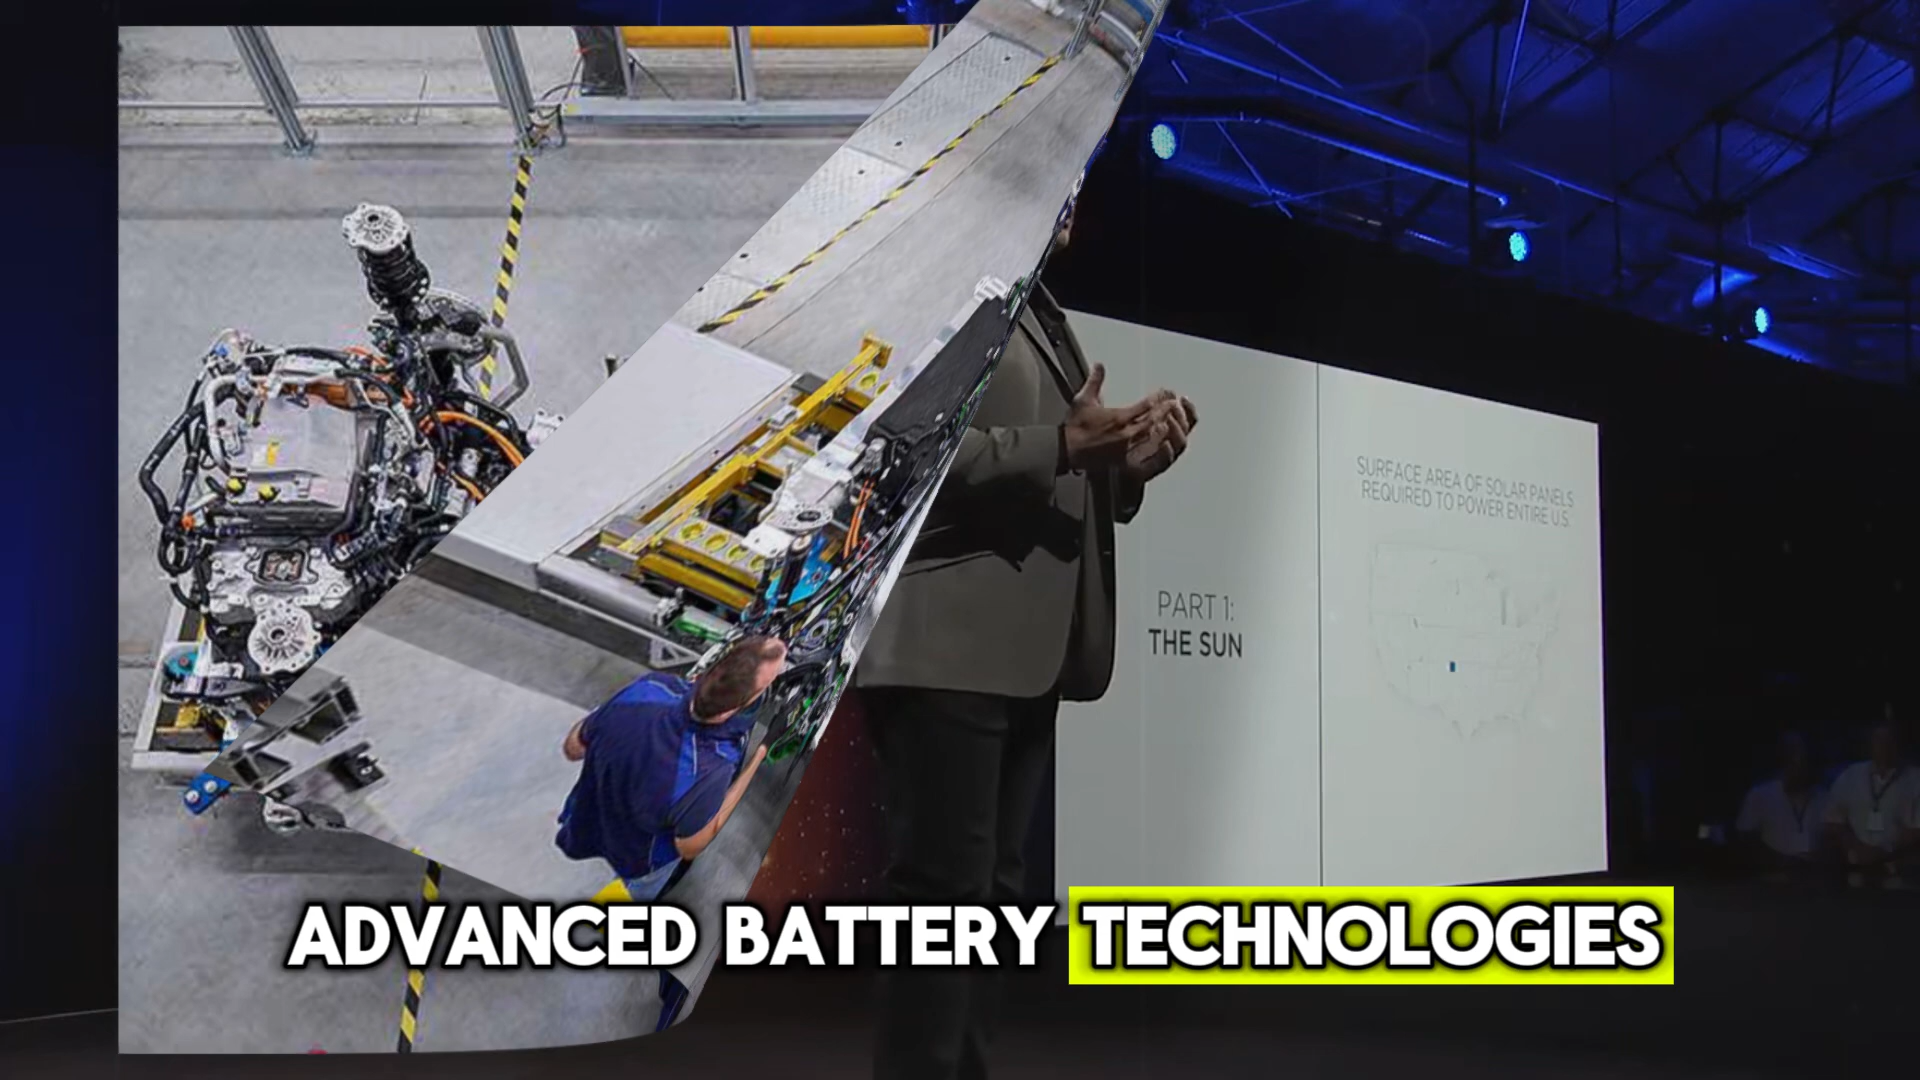 SURFACE AREA OF SOLAR PANELS
REQUIRED TO POWER ENTIRE U.S.
PART 1:
THE SUN
ADVANCED BATTERY TECHNOLOGIES